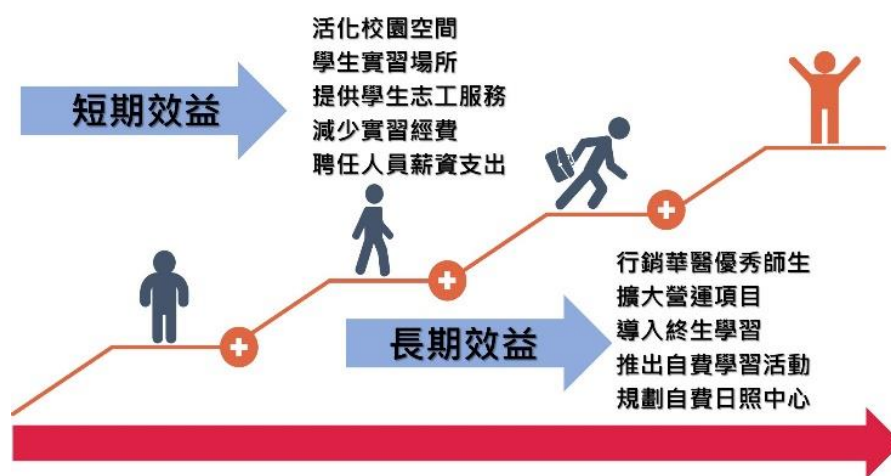 短期效益
活化校園空間
學生實習場所
提供學生志工服務
減少實習經費
聘任人員薪資支出
長期效益
行銷華醫優秀師生
擴大營運項目
導入終生學習
推出自費學習活動
規劃自費日照中心